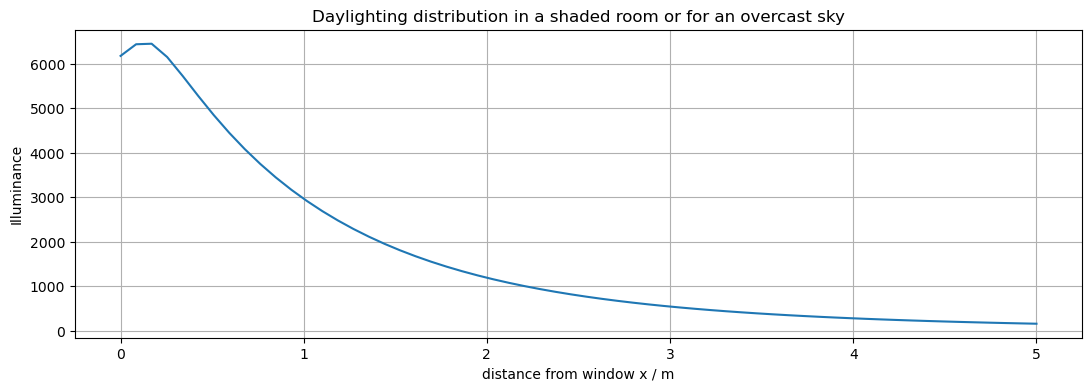 Daylighting distribution in a shaded room or for an overcast sky
Illuminance
6000
5000
4000
3000
2000
1000
0
0 1 2 3 4 5
distance from window x / m